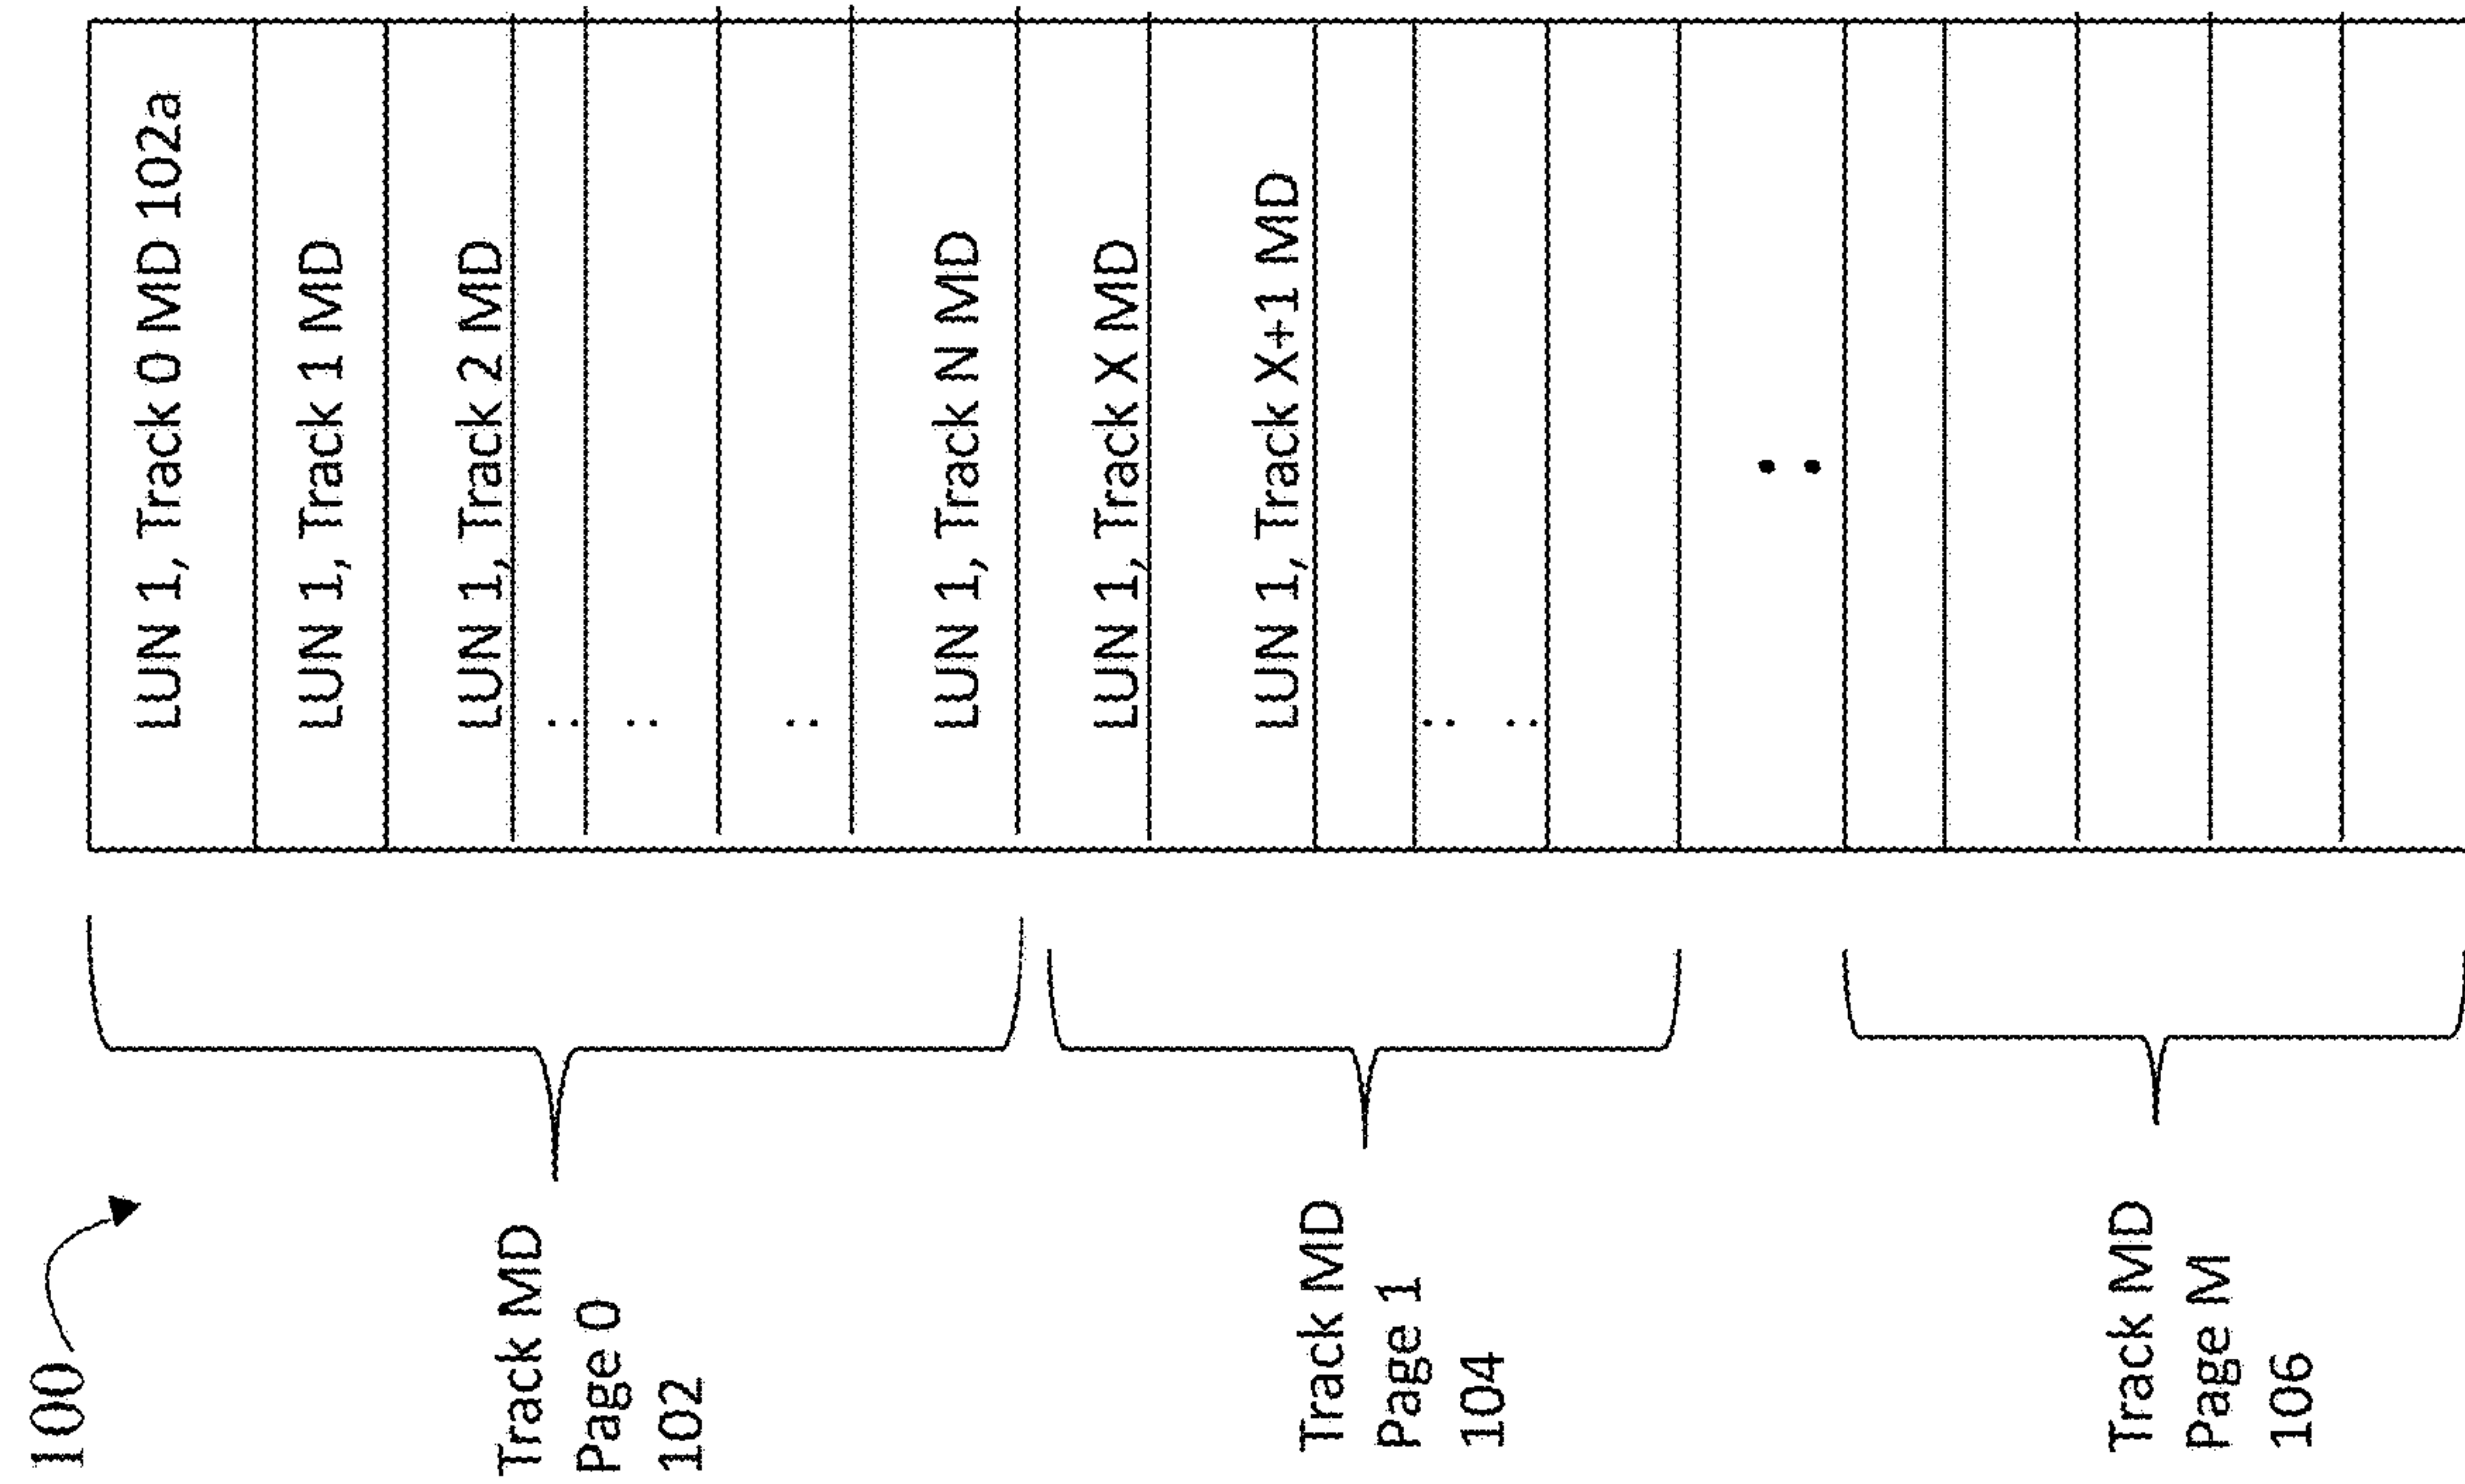 100
LUN 1, Track 0 MD 102a
LUN 1, Track 1 MD
LUN 1, Track 2 MD
LUN 1, Track N MD
LUN 1, Track X MD
LUN 1, Track X+1 MD
Track MD
Page 0
102
Track MD
Page 1
104
Track MD
Page M
106